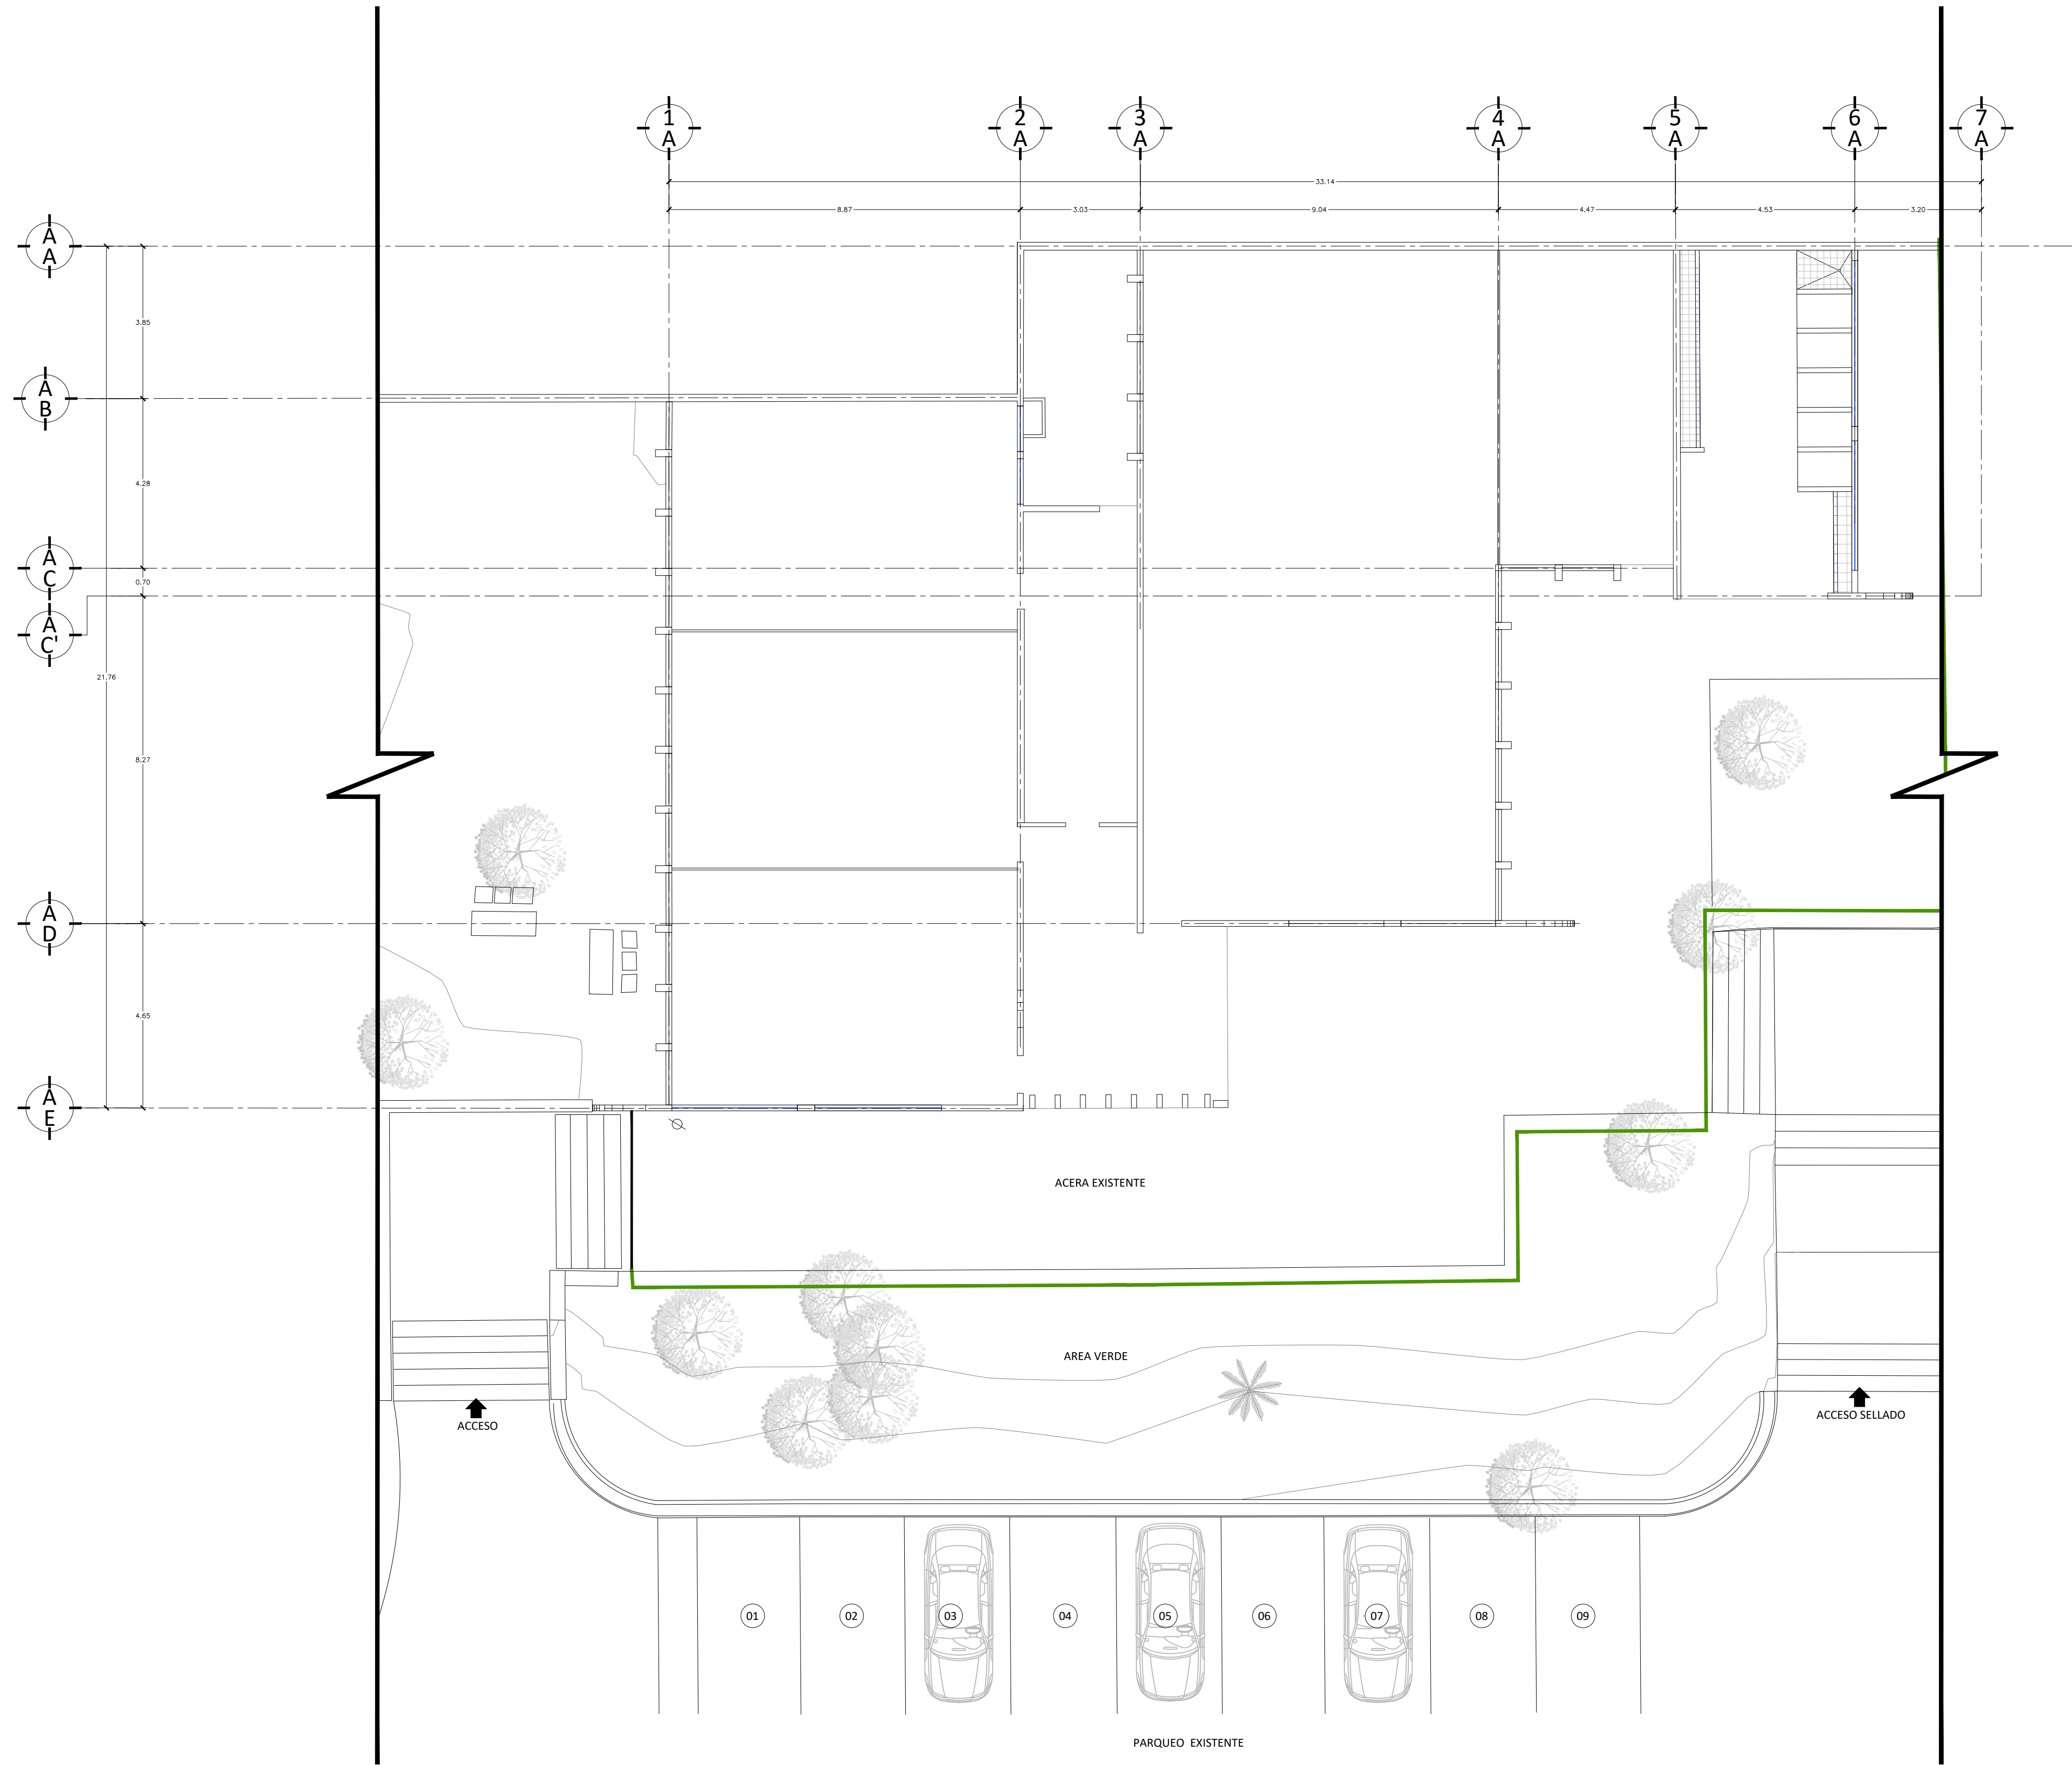 1 2 3 4 5 6 7
A A A A A A A
33.14
8.87 3.03 9.04 4.47 4.53 3.20
A
A
3.85
A
B
4.28
A
C
0.70
A
C'
21.76
8.27
A
D
4.65
A
E
ACERA EXISTENTE
AREA VERDE
ACCESO
ACCESO SELLADO
01 02 03 04 05 06 07 08 09
PARQUEO EXISTENTE